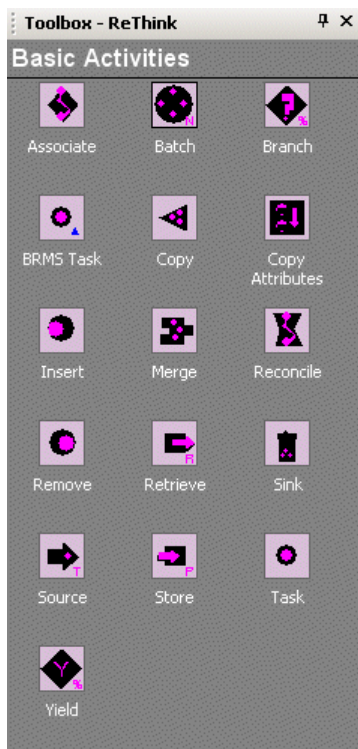 Toolbox - ReThink
Basic Activities
N
?
%
Associate
Batch
Branch
BRMS Task
Copy
Copy
Attributes
Insert
Merge
Reconcile
R
Remove
Retrieve
Sink
T
P
Source
Store
Task
Y
%
Yield